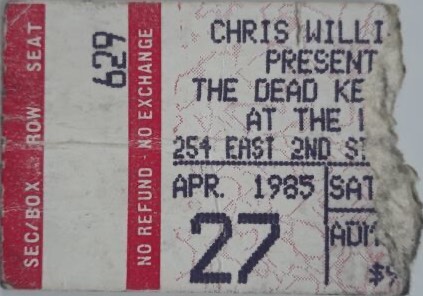 SEC/BOX ROW SEAT
629
NO REFUND - NO EXCHANGE
CHRIS WILLI
PRESENT
THE DEAD KE
AT THE
254 EAST 2ND ST
APR. 1985
27
SAT
ADM
$